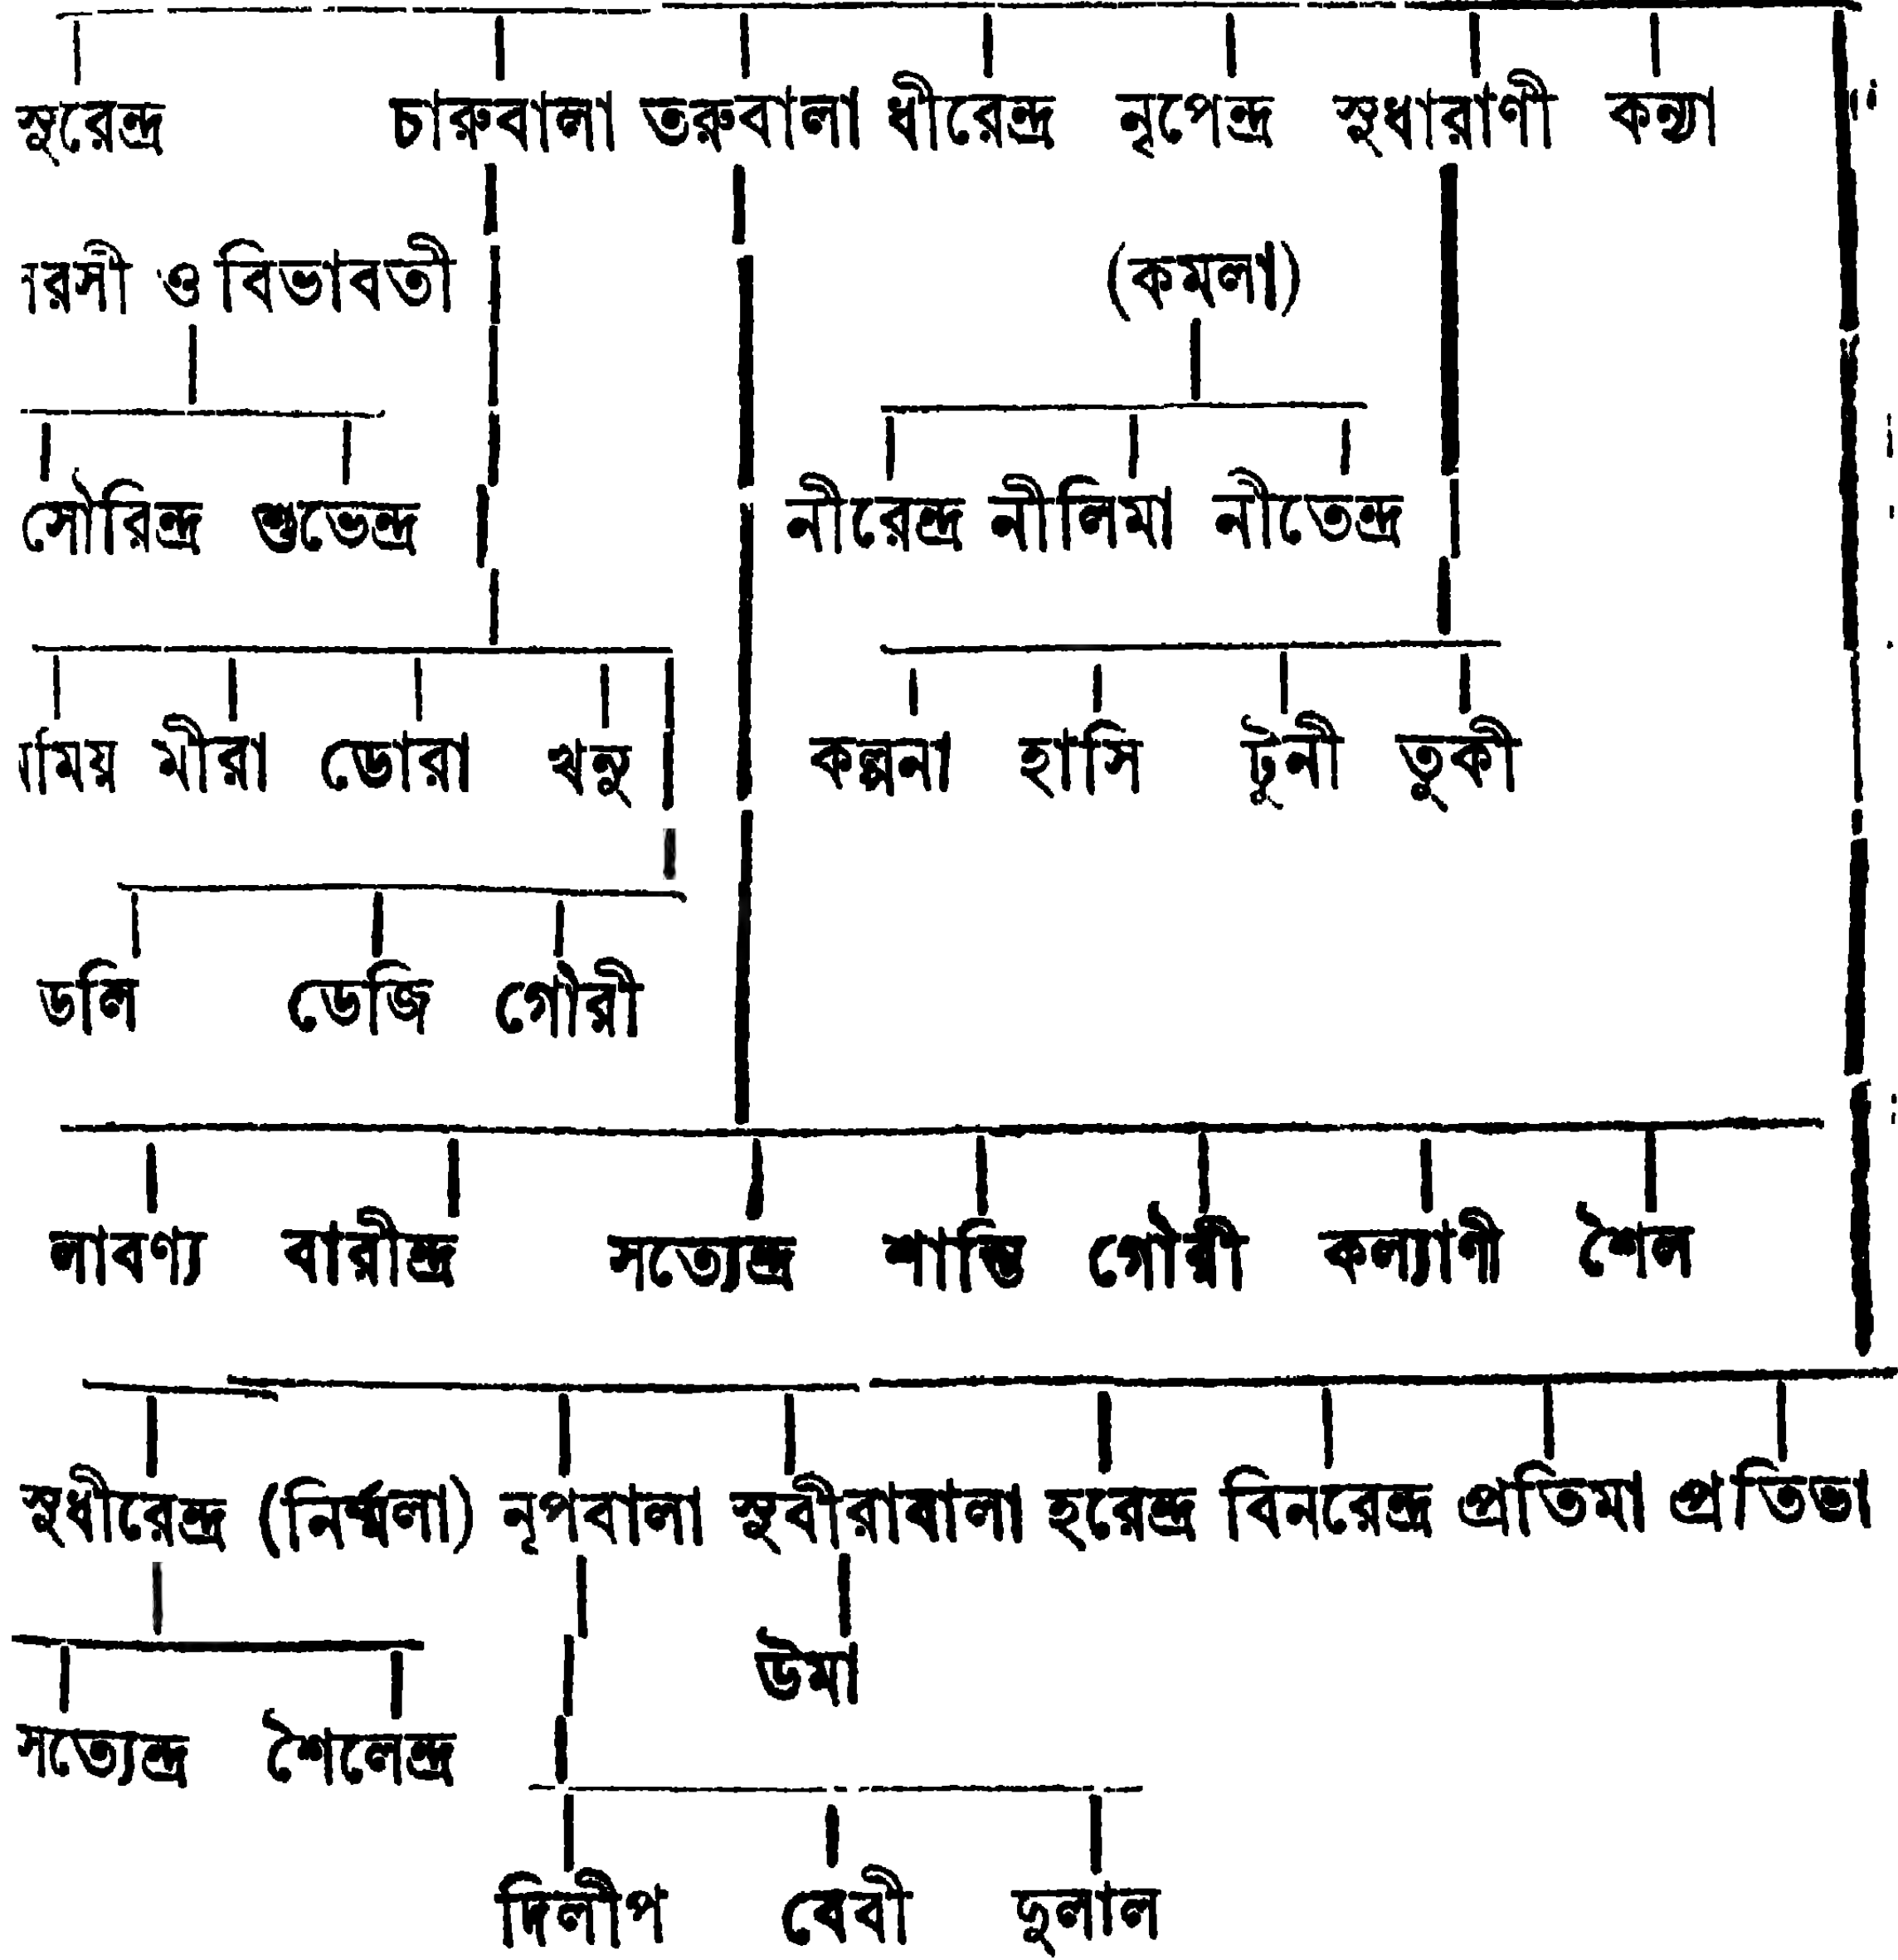 সুরেন্দ্র চারুবালা তরুবালা ধীরেন্দ্র নৃপেন্দ্র সুধারাণী কন্যা
ও বিভাবতী (কমলা)
সৌরিন্দ্র শুভেন্দ্র নীরেন্দ্র নীলিমা নীতেন্দ্র
মীরা ডোরা খনু কল্পনা হাসি টুনী তুকী
ডলি ডেজি গৌরী
লাবণ্য বারীন্দ্র সত্যেন্দ্র শান্তি গৌরী কল্যাণী শৈল
সুধীরেন্দ্র (নির্ম্মলা) নৃপবালা সুবীরাবালা হরেন্দ্র বিনরেন্দ্র প্রতিমা প্রতিভা
উমা
সত্যেন্দ্র শৈলেন্দ্র
দিলীপ বেবী দুলাল